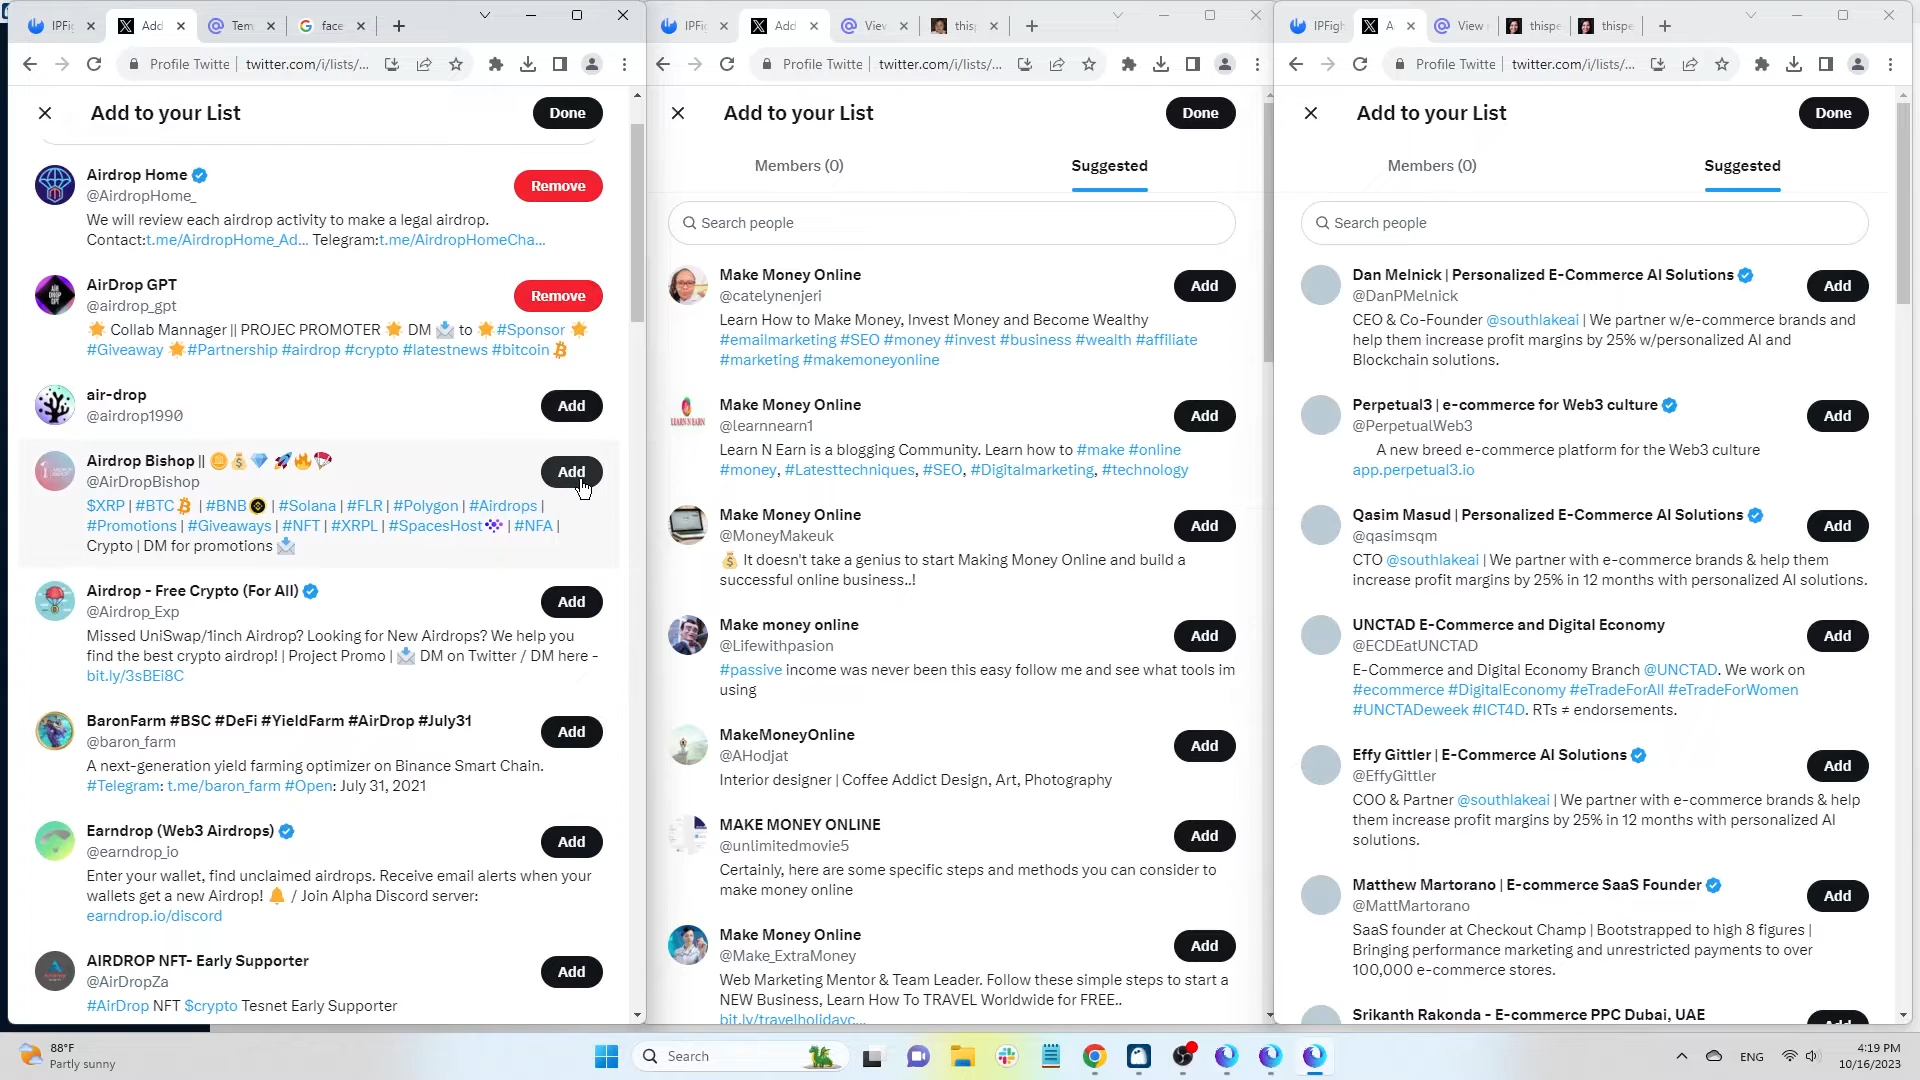 IPFi
Add
Tem
face
Profile Twitte
twitter.com/i/lists/...
Add to your List
Done
Airdrop Home
@AirdropHome_
Remove
We will review each airdrop activity to make a legal airdrop.
Contact:t.me/AirdropHome_Ad... Telegram:t.me/AirdropHomeCha...
AirDrop GPT
@airdrop_gpt
Remove
Collab Mannager || PROJEC PROMOTER 🌟 DM 📩 to 🌟#Sponsor 🌟
#Giveaway 🌟#Partnership #airdrop #crypto #latestnews #bitcoin
air-drop
@airdrop1990
Add
Airdrop Bishop || 🪙💰💎 🚀🔥🪂
@AirDropBishop
Add
$XRP | #BTC | #BNB | #Solana | #FLR | #Polygon | #Airdrops |
#Promotions | #Giveaways | #NFT | #XRPL | #SpacesHost | #NFA |
Crypto | DM for promotions 📩
Airdrop - Free Crypto (For All)
@Airdrop_Exp
Add
Missed UniSwap/1inch Airdrop? Looking for New Airdrops? We help you
find the best crypto airdrop! | Project Promo | 📩 DM on Twitter / DM here -
bit.ly/3sBEi8C
BaronFarm #BSC #DeFi #YieldFarm #AirDrop #July31
@baron_farm
Add
A next-generation yield farming optimizer on Binance Smart Chain.
#Telegram: t.me/baron_farm #Open: July 31, 2021
Earndrop (Web3 Airdrops)
@earndrop_io
Add
Enter your wallet, find unclaimed airdrops. Receive email alerts when your
wallets get a new Airdrop! 🔔 / Join Alpha Discord server:
earndrop.io/discord
AIRDROP NFT- Early Supporter
@AirDropZa
Add
#AirDrop NFT $crypto Tesnet Early Supporter
IPFi
Add
Viev
this
Profile Twitte
twitter.com/i/lists/...
Add to your List
Done
Members (0)
Suggested
Search people
Make Money Online
@catelynenjeri
Add
Learn How to Make Money, Invest Money and Become Wealthy
#emailmarketing #SEO #money #invest #business #wealth #affiliate
#marketing #makemoneyonline
Make Money Online
@learnnearn1
Add
Learn N Earn is a blogging Community. Learn how to #make #online
#money, #Latesttechniques, #SEO, #Digitalmarketing, #technology
Make Money Online
@MoneyMakeuk
Add
💰 It doesn't take a genius to start Making Money Online and build a
successful online business..!
Make money online
@Lifewithpasion
Add
#passive income was never been this easy follow me and see what tools im
using
MakeMoneyOnline
@AHodjat
Add
Interior designer | Coffee Addict Design, Art, Photography
MAKE MONEY ONLINE
@unlimitedmovie5
Add
Certainly, here are some specific steps and methods you can consider to
make money online
Make Money Online
@Make_ExtraMoney
Add
Web Marketing Mentor & Team Leader. Follow these simple steps to start a
NEW Business, Learn How To TRAVEL Worldwide for FREE..
bit.ly/travelholidayc...
IPFigh
A
View
thispe
thispe
Profile Twitte
twitter.com/i/lists/...
Add to your List
Done
Members (0)
Suggested
Search people
Dan Melnick | Personalized E-Commerce AI Solutions
@DanPMelnick
Add
CEO & Co-Founder @southlakeai | We partner w/e-commerce brands and
help them increase profit margins by 25% w/personalized AI and
Blockchain solutions.
Perpetual3 | e-commerce for Web3 culture
@PerpetualWeb3
Add
A new breed e-commerce platform for the Web3 culture
app.perpetual3.io
Qasim Masud | Personalized E-Commerce AI Solutions
@qasimsqm
Add
CTO @southlakeai | We partner with e-commerce brands & help them
increase profit margins by 25% in 12 months with personalized AI solutions.
UNCTAD E-Commerce and Digital Economy
@ECDEatUNCTAD
Add
E-Commerce and Digital Economy Branch @UNCTAD. We work on
#ecommerce #DigitalEconomy #eTradeForAll #eTradeForWomen
#UNCTADeweek #ICT4D. RTs ≠ endorsements.
Effy Gittler | E-Commerce AI Solutions
@EffyGittler
Add
COO & Partner @southlakeai | We partner with e-commerce brands & help
them increase profit margins by 25% in 12 months with personalized AI
solutions.
Matthew Martorano | E-commerce SaaS Founder
@MattMartorano
Add
SaaS founder at Checkout Champ | Bootstrapped to high 8 figures |
Bringing performance marketing and unrestricted payments to over
100,000 e-commerce stores.
Srikanth Rakonda - E-commerce PPC Dubai, UAE
Add
88°F
Partly sunny
Search
ENG
4:19 PM
10/16/2023